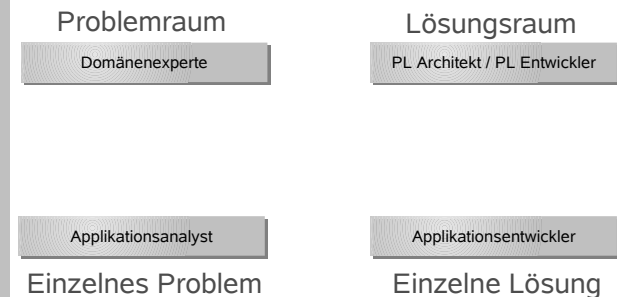 Problemraum
Lösungsraum
Domänenexperte
PL Architekt / PL Entwickler
Applikationsanalyst
Applikationsentwickler
Einzelnes Problem
Einzelne Lösung